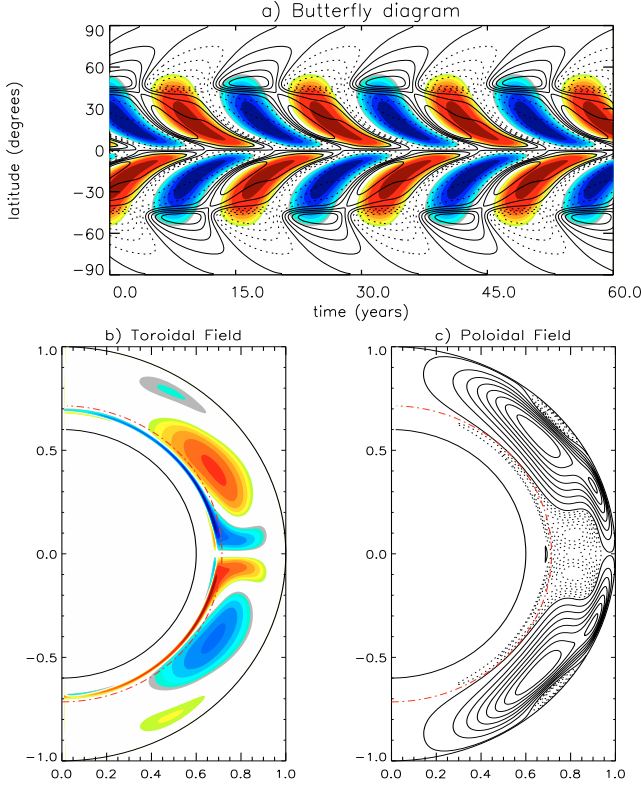 a) Butterfly diagram
90
60
30
0
−30
−60
−90
latitude (degrees)
0.0 15.0 30.0 45.0 60.0
time (years)
b) Toroidal Field
1.0
0.5
0.0
−0.5
−1.0
0.0 0.2 0.4 0.6 0.8 1.0
c) Poloidal Field
1.0
0.5
0.0
−0.5
−1.0
0.0 0.2 0.4 0.6 0.8 1.0